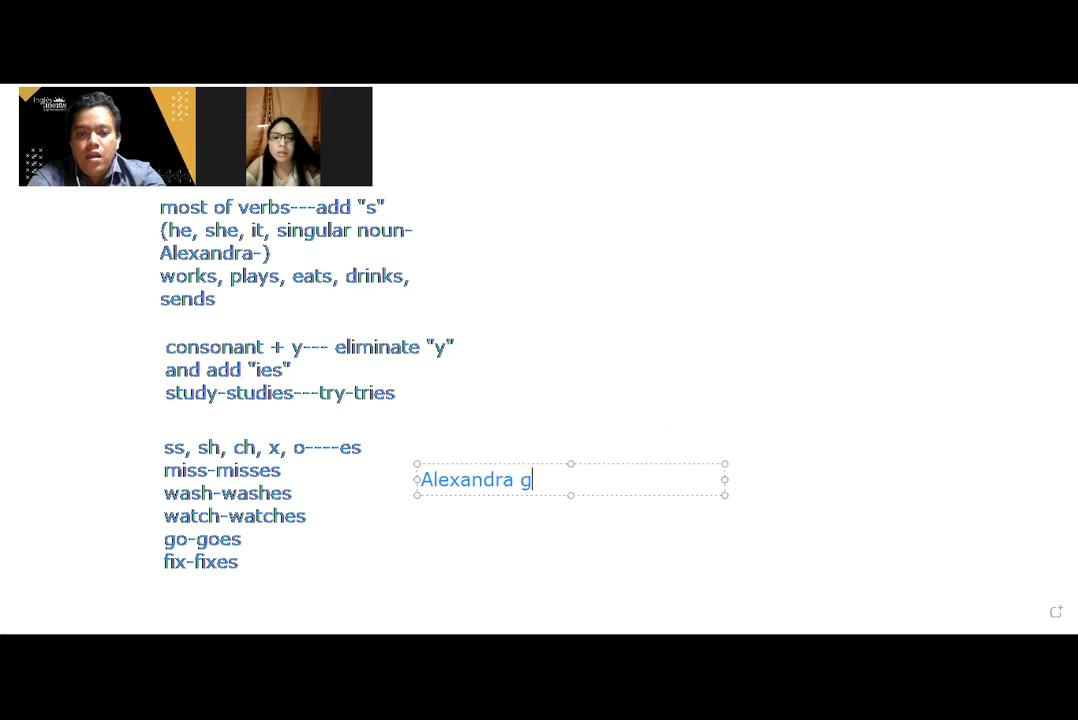 Inglés
most of verbs---add "s"
(he, she, it, singular noun-
Alexandra-)
works, plays, eats, drinks,
sends
consonant + y--- eliminate "y"
and add "ies"
study-studies---try-tries
ss, sh, ch, x, o----es
miss-misses
wash-washes
watch-watches
go-goes
fix-fixes
Alexandra g